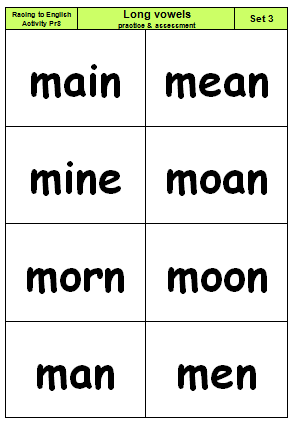 Racing to English
Activity Pr8
Long vowels
practice & assessment
Set 3
main mean
mine moan
morn moon
man men